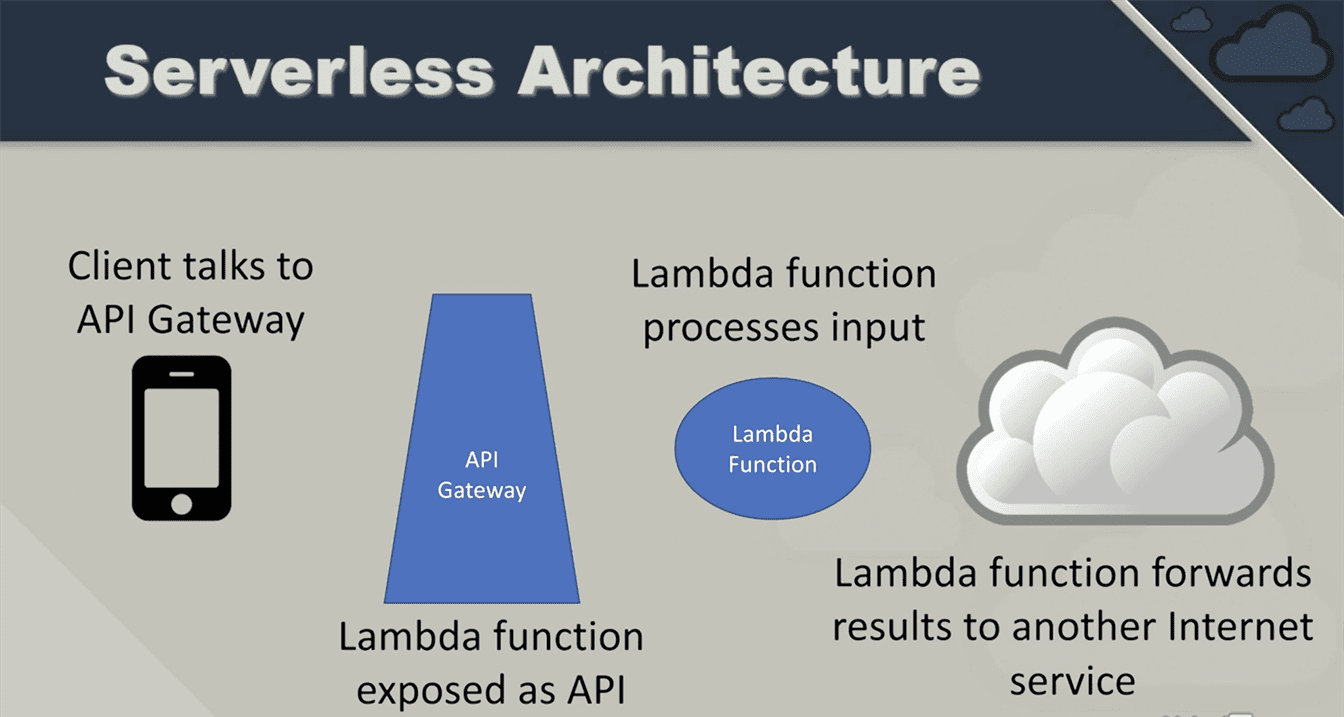 Serverless Architecture
Client talks to
API Gateway
API
Gateway
Lambda function
exposed as API
Lambda function
processes input
Lambda
Function
Lambda function forwards
results to another Internet
service